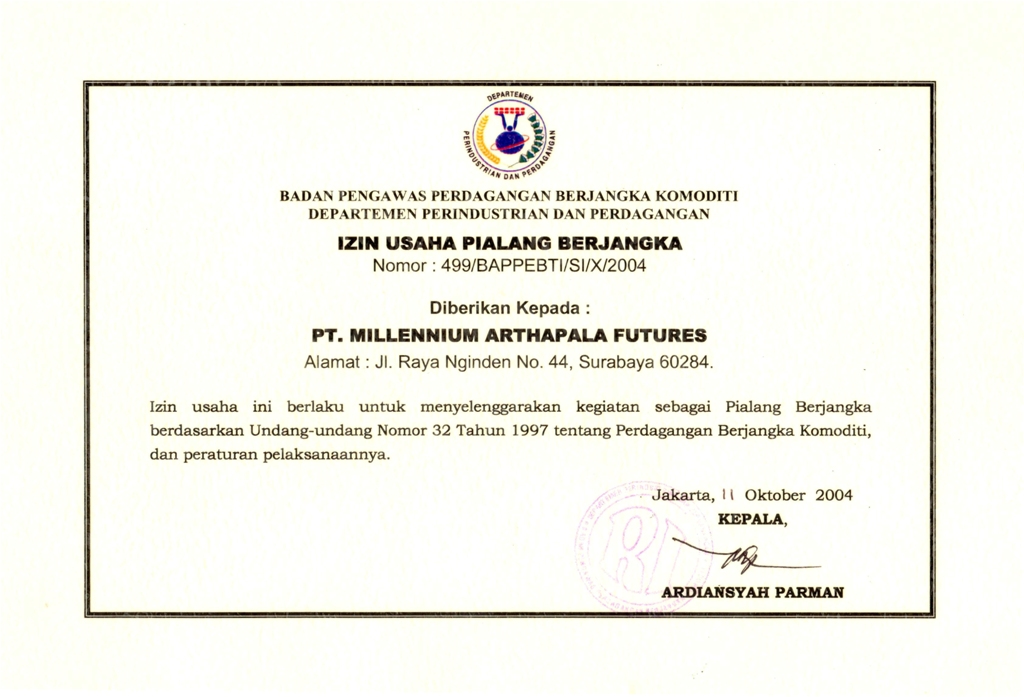 DEPARTEMEN
PERINDUSTRIAN DAN PERDAGANGAN
BADAN PENGAWAS PERDAGANGAN BERJANGKA KOMODITI
DEPARTEMEN PERINDUSTRIAN DAN PERDAGANGAN
IZIN USAHA PIALANG BERJANGKA
Nomor : 499/BAPPEBTI/SI/X/2004
Diberikan Kepada :
PT. MILLENNIUM ARTHAPALA FUTURES
Alamat : Jl. Raya Nginden No. 44, Surabaya 60284.
Izin usaha ini berlaku untuk menyelenggarakan kegiatan sebagai Pialang Berjangka
berdasarkan Undang-undang Nomor 32 Tahun 1997 tentang Perdagangan Berjangka Komoditi,
dan peraturan pelaksanaannya.
Jakarta, 11 Oktober 2004
KEPALA,
ARDIANSYAH PARMAN